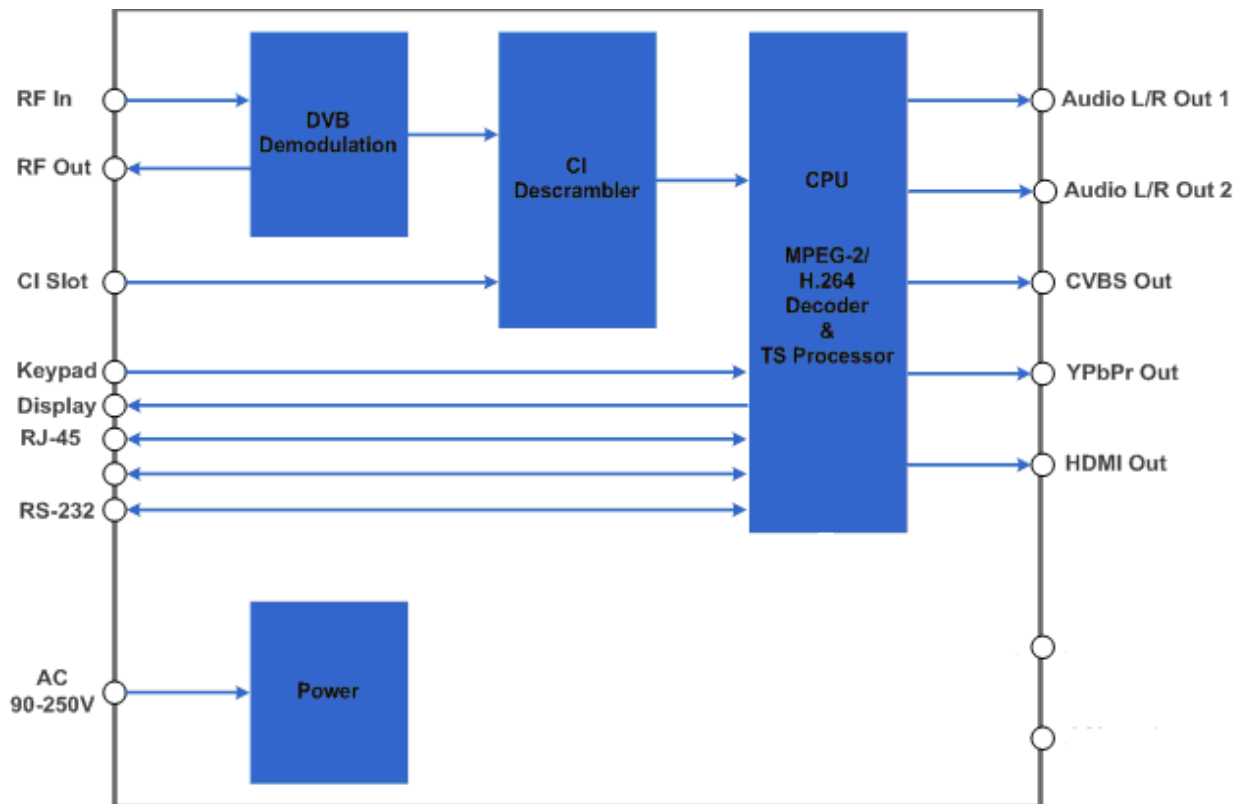 RF In
RF Out
CI Slot
Keypad
Display
RJ-45
RS-232
AC
90-250V
DVB
Demodulation
CI
Descrambler
CPU
MPEG-2/
H.264
Decoder
&
TS Processor
Power
Audio L/R Out 1
Audio L/R Out 2
CVBS Out
YPbPr Out
HDMI Out